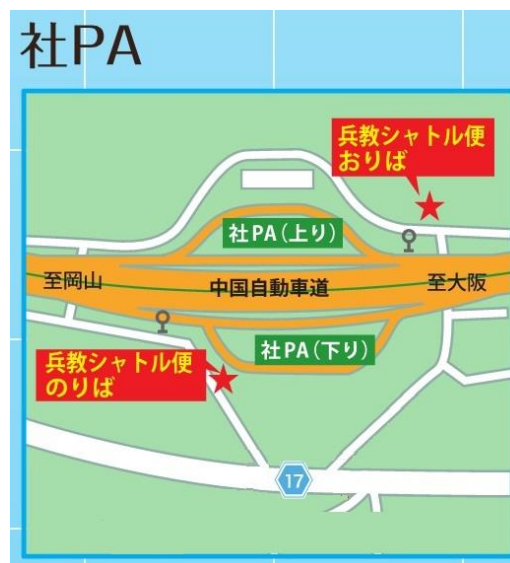 社PA
兵教シャトル便
おりば
社PA(上り)
至岡山
中国自動車道
至大阪
社PA(下り)
兵教シャトル便
のりば
17